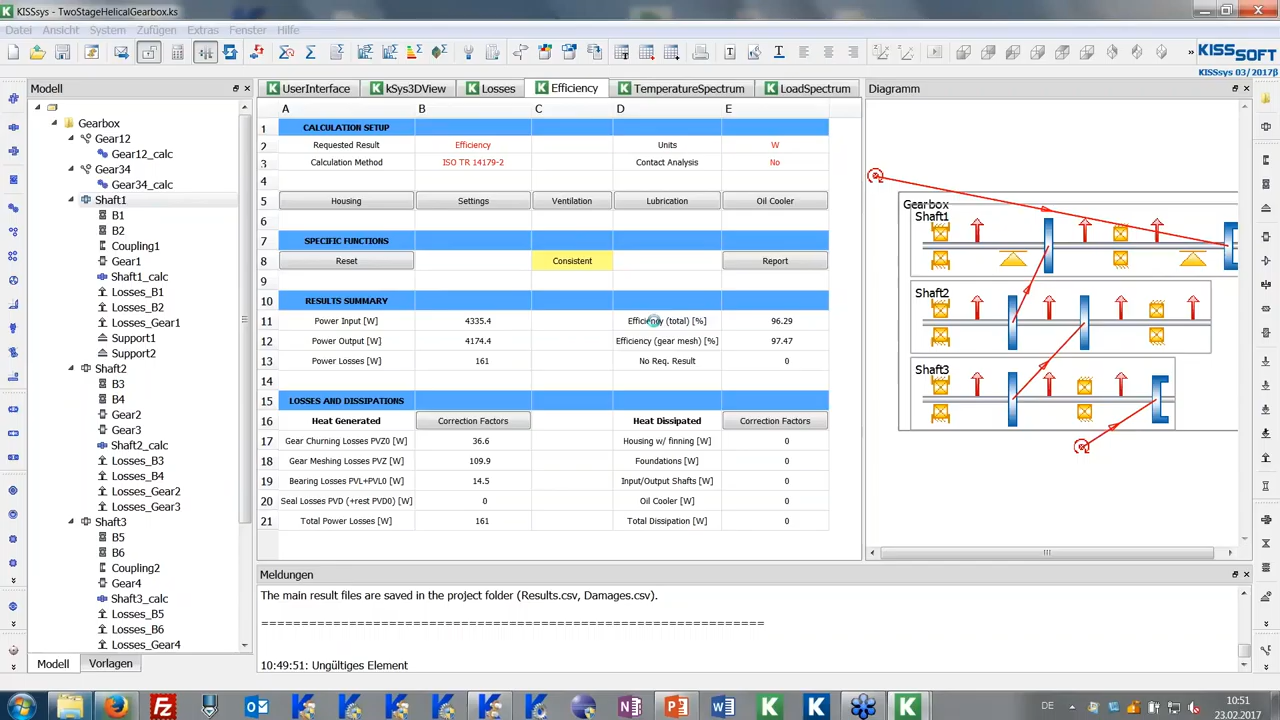 KISSsys - TwoStageHelicalGearbox.ks
Datei Ansicht System Zufügen Extras Fenster Hilfe
KISSSOFT
KISSsys 03/2017β
Modell
UserInterface kSys3DView Losses Efficiency TemperatureSpectrum LoadSpectrum
Diagramm
Gearbox
Gear12
Gear12_calc
Gear34
Gear34_calc
Shaft1
B1
B2
Coupling1
Gear1
Shaft1_calc
Losses_B1
Losses_B2
Losses_Gear1
Support1
Support2
Shaft2
B3
B4
Gear2
Gear3
Shaft2_calc
Losses_B3
Losses_B4
Losses_Gear2
Losses_Gear3
Shaft3
B5
B6
Coupling2
Gear4
Shaft3_calc
Losses_B5
Losses_B6
Losses_Gear4
Modell Vorlagen
A B C D E
1 CALCULATION SETUP
2 Requested Result Efficiency Units W
3 Calculation Method ISO TR 14179-2 Contact Analysis No
4
5 Housing Settings Ventilation Lubrication Oil Cooler
6
7 SPECIFIC FUNCTIONS
8 Reset Consistent Report
9
10 RESULTS SUMMARY
11 Power Input [W] 4335.4 Efficiency (total) [%] 96.29
12 Power Output [W] 4174.4 Efficiency (gear mesh) [%] 97.47
13 Power Losses [W] 161 No Req. Result 0
14
15 LOSSES AND DISSIPATIONS
16 Heat Generated Correction Factors Heat Dissipated Correction Factors
17 Gear Churning Losses PVZ0 [W] 36.6 Housing w/ finning [W] 0
18 Gear Meshing Losses PVZ [W] 109.9 Foundations [W] 0
19 Bearing Losses PVL+PVL0 [W] 14.5 Input/Output Shafts [W] 0
20 Seal Losses PVD (+rest PVD0) [W] 0 Oil Cooler [W] 0
21 Total Power Losses [W] 161 Total Dissipation [W] 0
Gearbox
Shaft1
Shaft2
Shaft3
Meldungen
The main result files are saved in the project folder (Results.csv, Damages.csv).
================================================================
10:49:51: Ungültiges Element
DE
10:51
23.02.2017